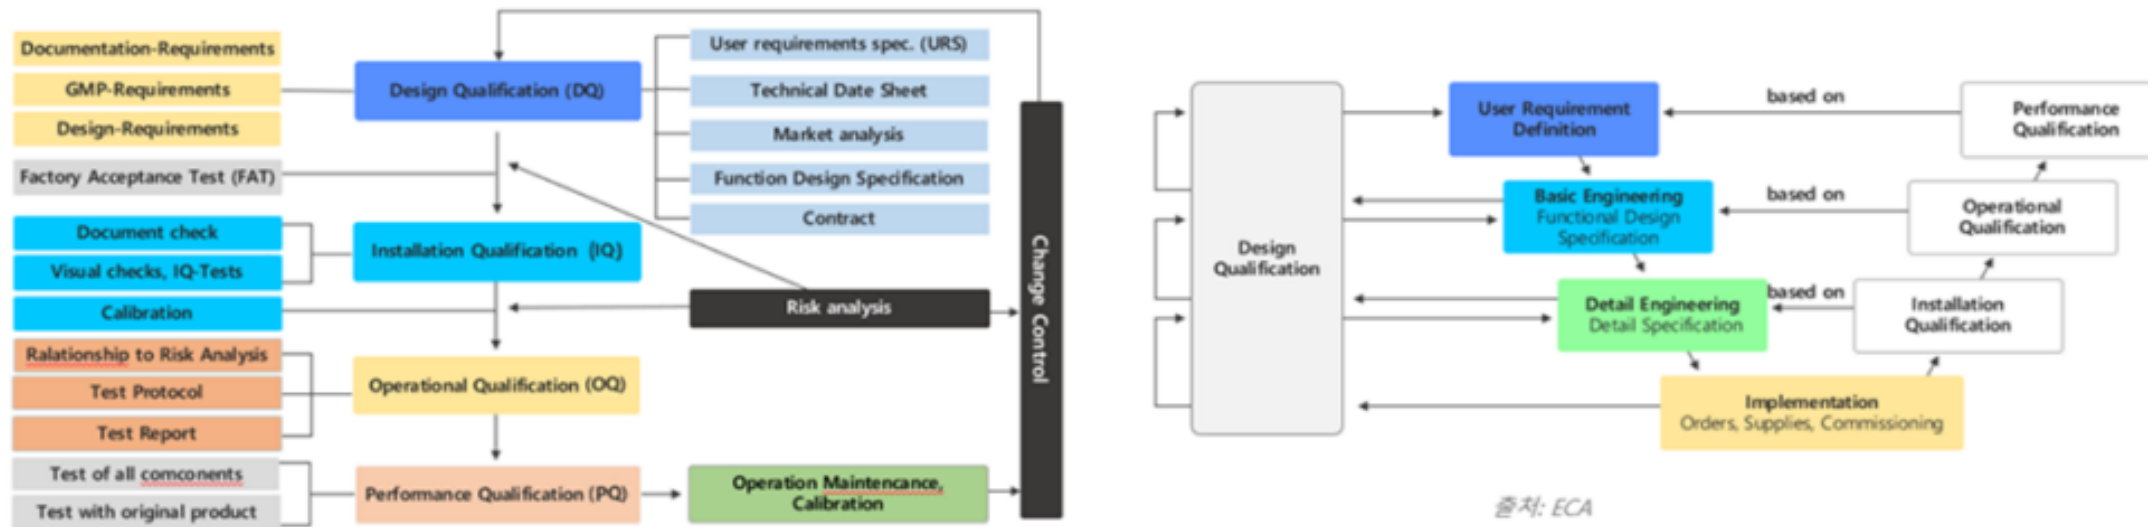 Documentation-Requirements
GMP-Requirements
Design-Requirements
Factory Acceptance Test (FAT)
Document check
Visual checks, IQ-Tests
Calibration
Ralationship to Risk Analysis
Test Protocol
Test Report
Test of all comconents
Test with original product
Design Qualification (DQ)
Installation Qualification (IQ)
Operational Qualification (OQ)
Performance Qualification (PQ)
User requirements spec. (URS)
Technical Date Sheet
Market analysis
Function Design Specification
Contract
Risk analysis
Operation Maintencance,
Calibration
Change Control
Design
Qualification
User Requirement
Definition
Basic Engineering
Functional Design
Specification
Detail Engineering
Detail Specification
Implementation
Orders, Supplies, Commissioning
based on
based on
based on
Performance
Qualification
Operational
Qualification
Installation
Qualification
출처: ECA